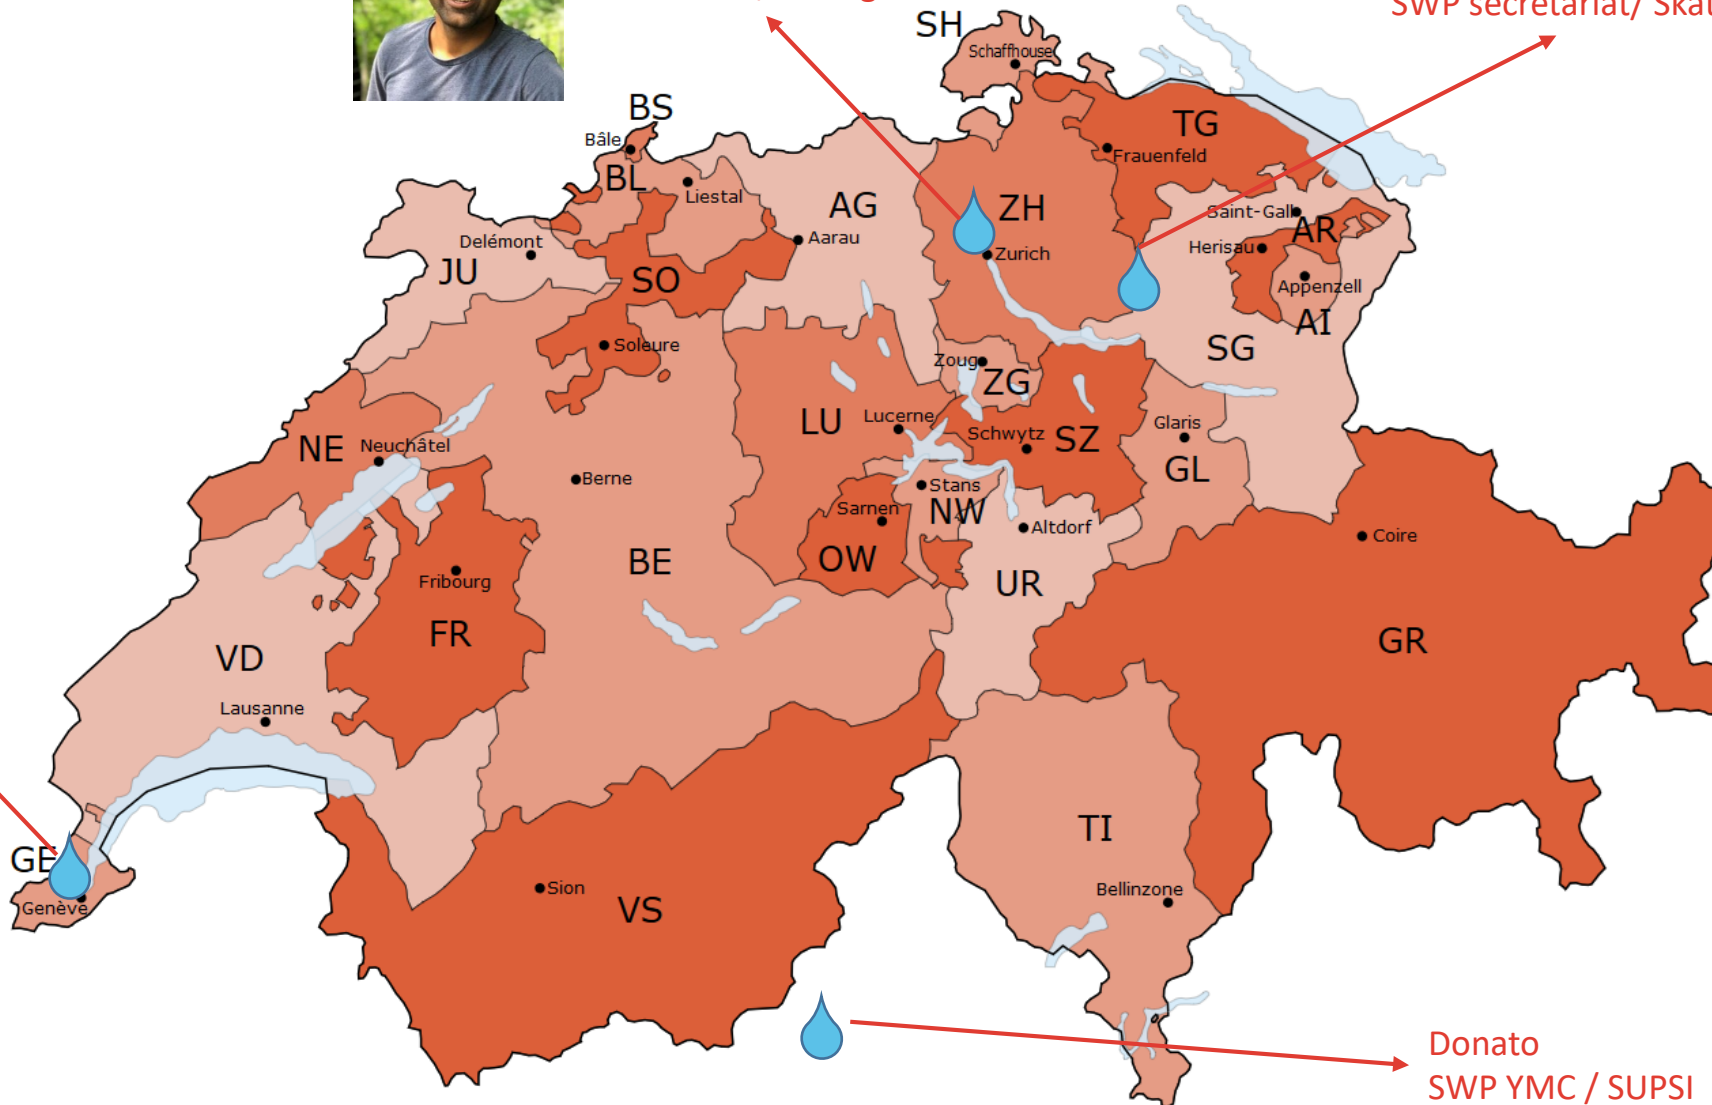 SWP secretariat/ Skat
SH
Schaffhouse
BS
Bâle
BL
Liestal
TG
Frauenfeld
AG
Aarau
ZH
Zurich
Saint-Gall
AR
Herisau
Appenzell
AI
Delémont
JU
SO
Soleure
SG
Zoug
ZG
LU
Lucerne
Schwytz
SZ
Glaris
GL
NE
Neuchâtel
Berne
Stans
NW
Sarnen
OW
Altdorf
UR
Coire
BE
Fribourg
FR
GR
VD
Lausanne
TI
GE
Genève
Sion
VS
Bellinzone
Donato
SWP YMC / SUPSI